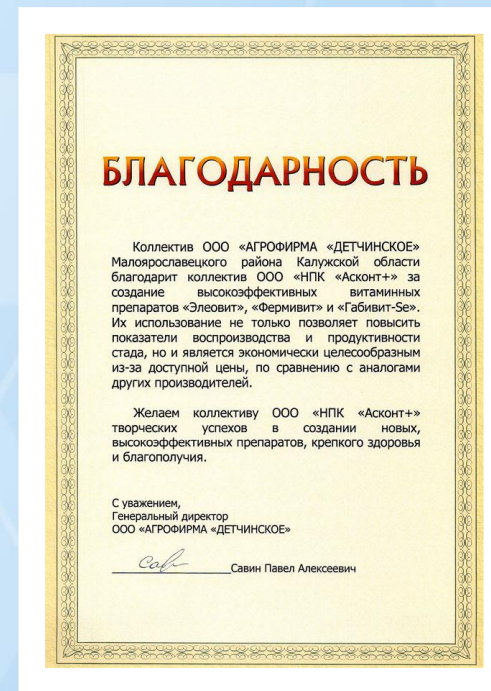 БЛАГОДАРНОСТЬ
Коллектив ООО «АГРОФИРМА «ДЕТЧИНСКОЕ»
Малоярославецкого района Калужской области
благодарит коллектив ООО «НПК «Асконт+» за
создание высокоэффективных витаминных
препаратов «Элеовит», «Фермивит» и «Габивит-Se».
Их использование не только позволяет повысить
показатели воспроизводства и продуктивности
стада, но и является экономически целесообразным
из-за доступной цены, по сравнению с аналогами
других производителей.
Желаем коллективу ООО «НПК «Асконт+»
творческих успехов в создании новых,
высокоэффективных препаратов, крепкого здоровья
и благополучия.
С уважением,
Генеральный директор
ООО «АГРОФИРМА «ДЕТЧИНСКОЕ»
Савин Павел Алексеевич